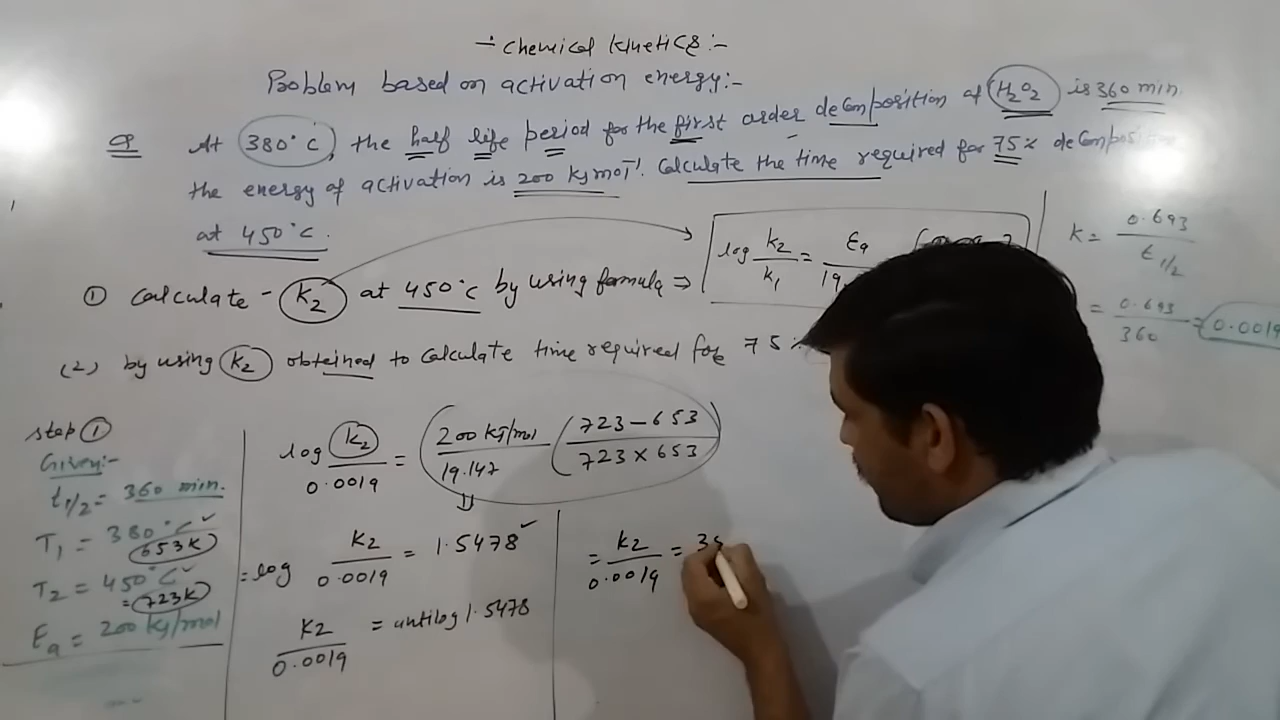 ∸ Chemical Kinetics:-
Problem based on activation energy:-
Q At 380°C, the half life period for the first order decomposition of H2O2 is 360 min.
the energy of activation is 200 kJ mol⁻¹. Calculate the time required for 75% decomposition
at 450°C.
① Calculate - K2 at 450°C by using formula ⇒ log K2/K1 = Ea/19.
K = 0.693/t1/2
= 0.693/360 = 0.0019
(2) by using K2 obtained to calculate time required for 75%
step ①
Given:-
t1/2 = 360 min.
T1 = 380°C ✓
653K
T2 = 450°C ✓
= 723K
Ea = 200 kJ/mol
log K2/0.0019 = 200 kJ/mol/19.147 (723-653/723×653)
= log K2/0.0019 = 1.5478 ✓
K2/0.0019 = antilog 1.5478
= K2/0.0019 = 35